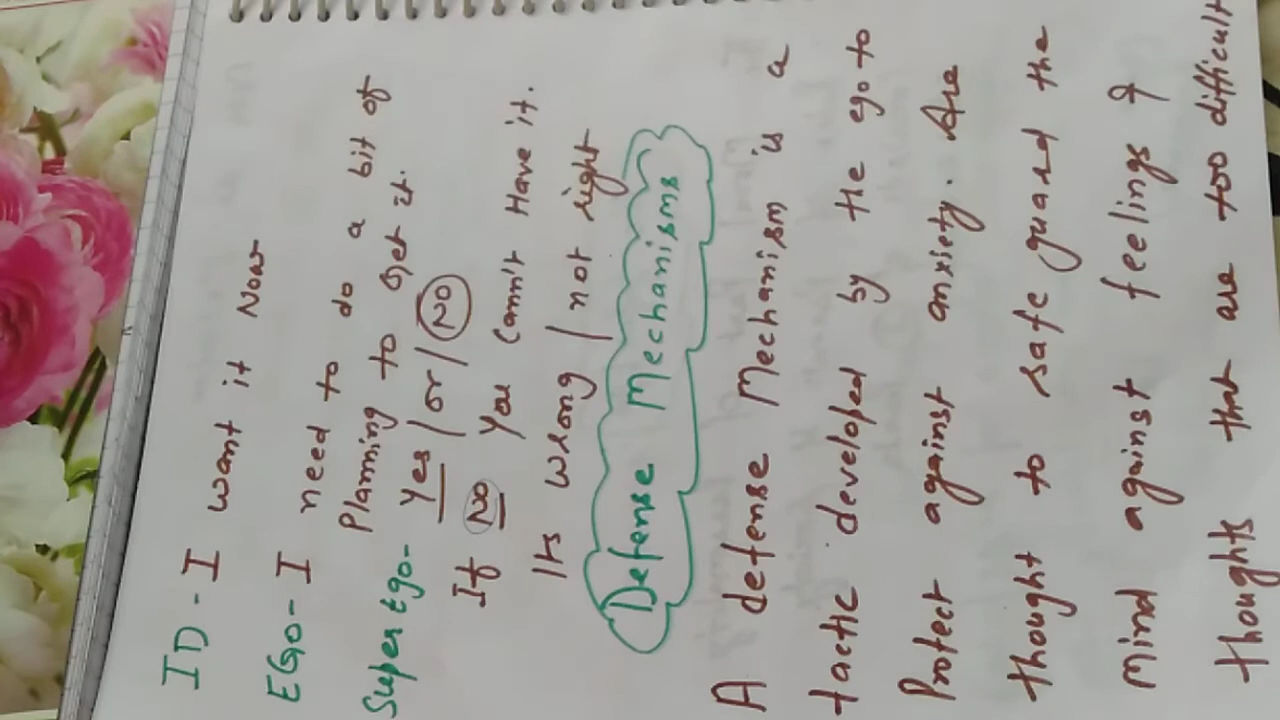 ID - I want it Now
EGO - I need to do a bit of
Planning to Get it.
Super Ego - Yes / or / No
If No You Cann't Have it.
Its wrong / not right
Defense Mechanisms
A defense Mechanism is a
tactic developed by the ego to
Protect against anxiety. Are
thought to safe guard the
Mind against feelings &
thoughts that are too difficult